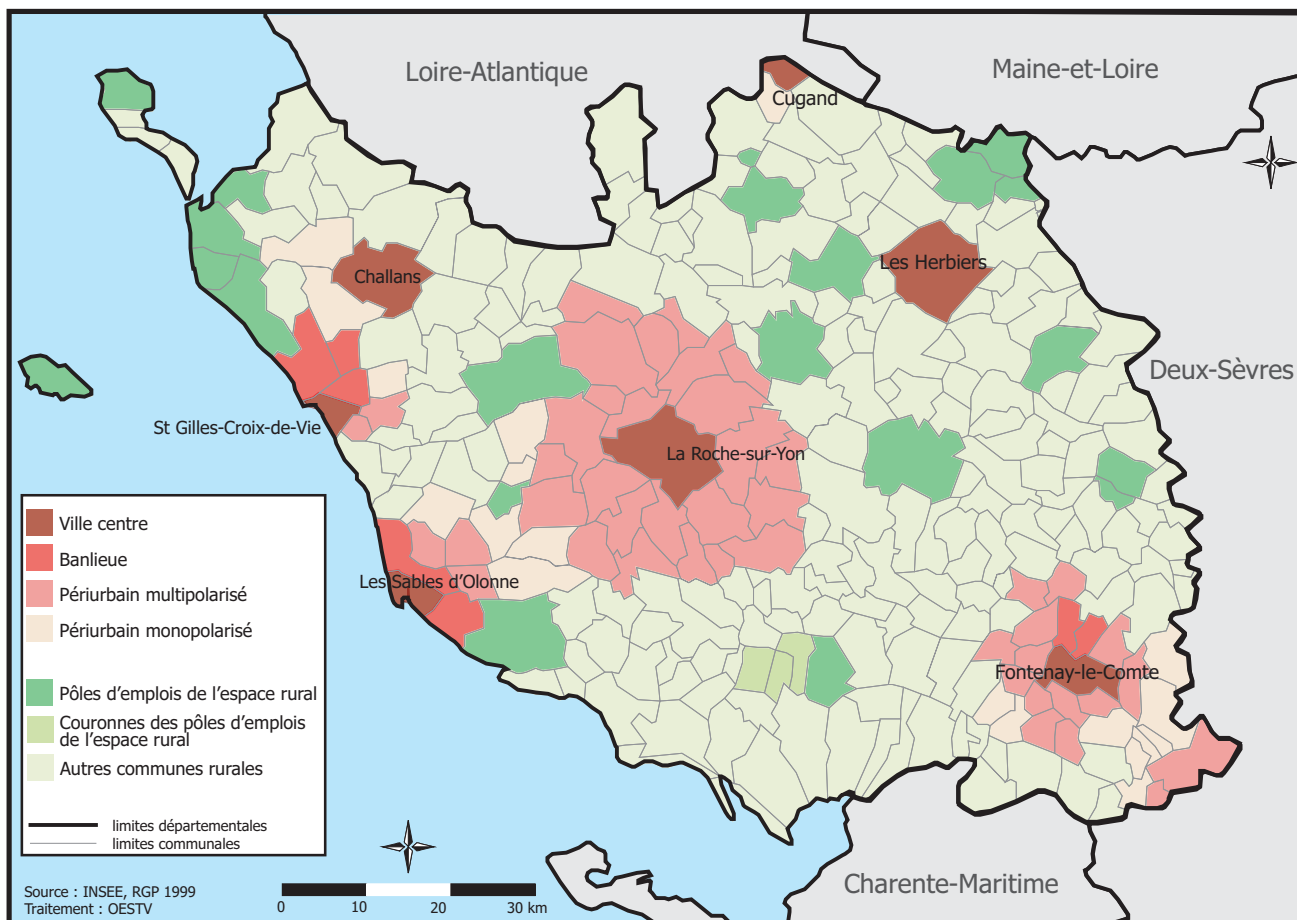 Loire-Atlantique
Maine-et-Loire
Cugand
Challans
Les Herbiers
Deux-Sèvres
St Gilles-Croix-de-Vie
La Roche-sur-Yon
Les Sables d'Olonne
Fontenay-le-Comte
Charente-Maritime
Ville centre
Banlieue
Périurbain multipolarisé
Périurbain monopolarisé
Pôles d'emplois de l'espace rural
Couronnes des pôles d'emplois
de l'espace rural
Autres communes rurales
limites départementales
limites communales
Source : INSEE, RGP 1999
Traitement : OESTV
0 10 20 30 km